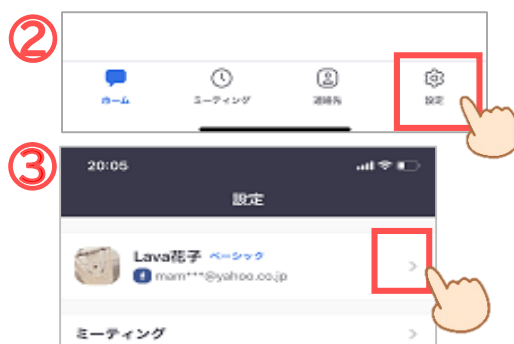 ②
ホーム ミーティング 連絡先 設定
③
20:05
設定
Lava花子 ベーシック
mam***@yahoo.co.jp
ミーティング